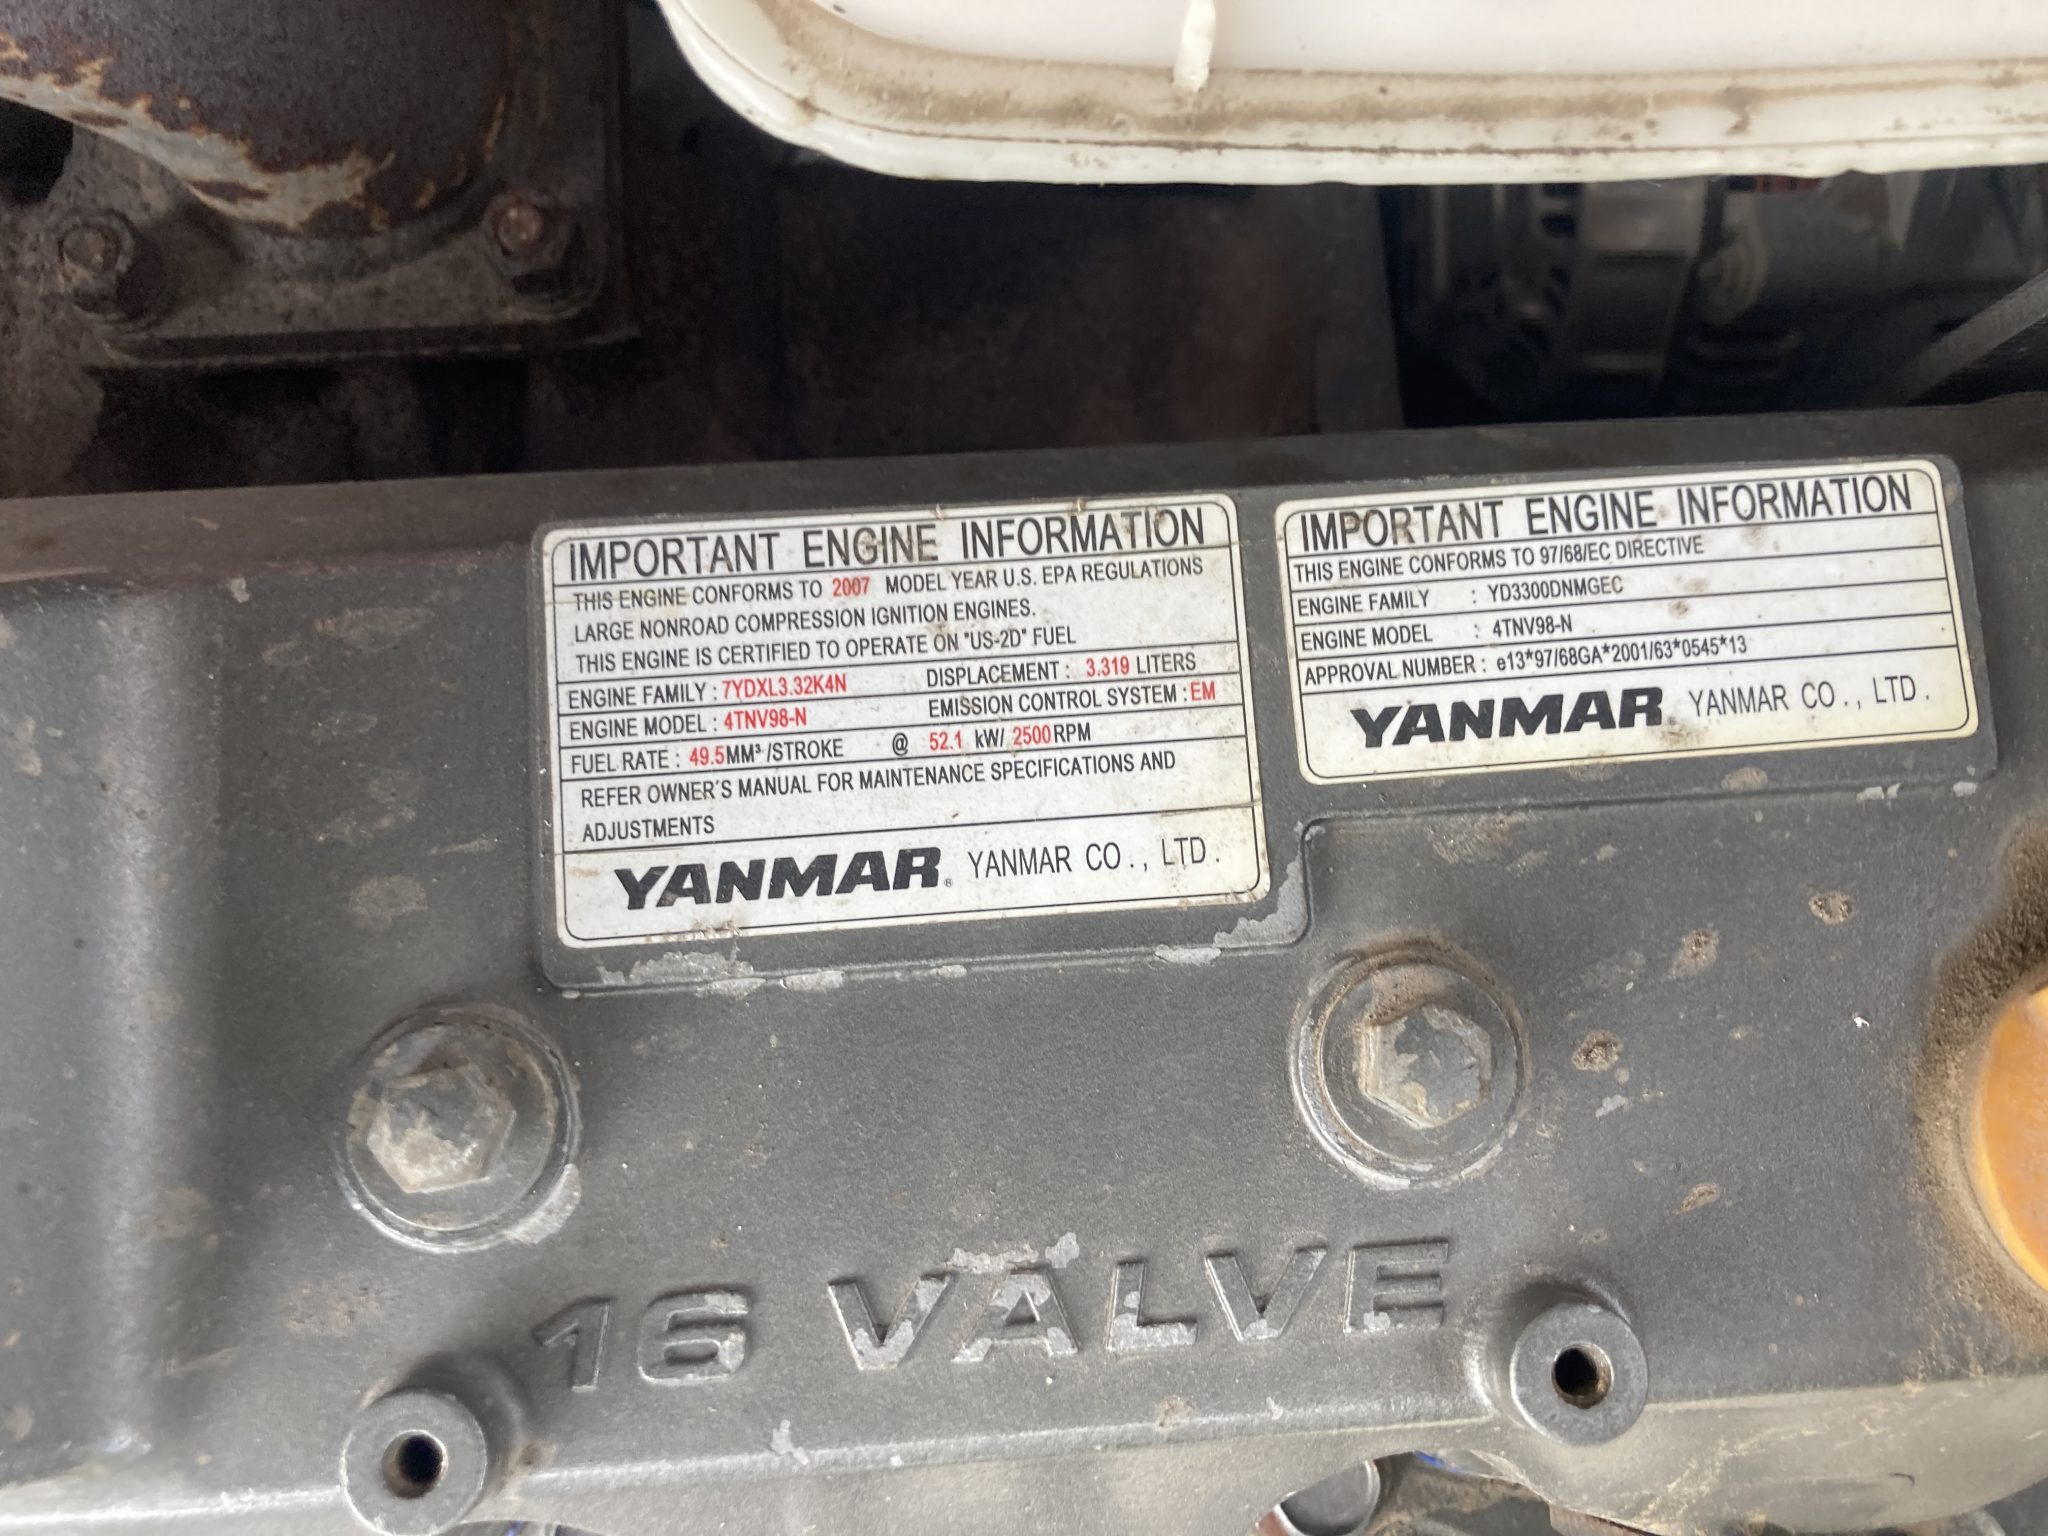 IMPORTANT ENGINE INFORMATION
THIS ENGINE CONFORMS TO 2007 MODEL YEAR U.S. EPA REGULATIONS
LARGE NONROAD COMPRESSION IGNITION ENGINES.
THIS ENGINE IS CERTIFIED TO OPERATE ON "US-2D" FUEL
ENGINE FAMILY : 7YDXL3.32K4N DISPLACEMENT : 3.319 LITERS
ENGINE MODEL : 4TNV98-N EMISSION CONTROL SYSTEM : EM
FUEL RATE : 49.5MM³/STROKE @ 52.1 kW/ 2500RPM
REFER OWNER'S MANUAL FOR MAINTENANCE SPECIFICATIONS AND
ADJUSTMENTS
YANMAR® YANMAR CO., LTD.
IMPORTANT ENGINE INFORMATION
THIS ENGINE CONFORMS TO 97/68/EC DIRECTIVE
ENGINE FAMILY : YD3300DNMGEC
ENGINE MODEL : 4TNV98-N
APPROVAL NUMBER : e13*97/68GA*2001/63*0545*13
YANMAR® YANMAR CO., LTD.
16 VALVE